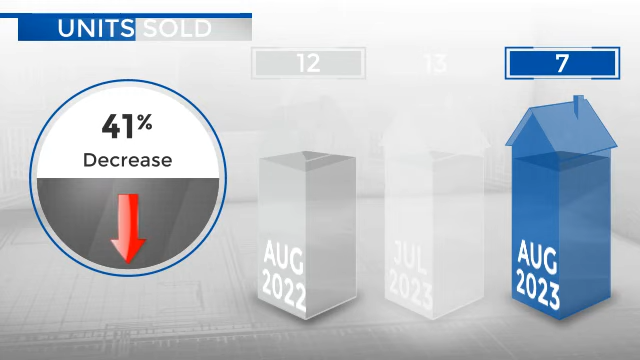 UNITS SOLD
12
13
7
41%
Decrease
AUG
2022
JUL
2023
AUG
2023